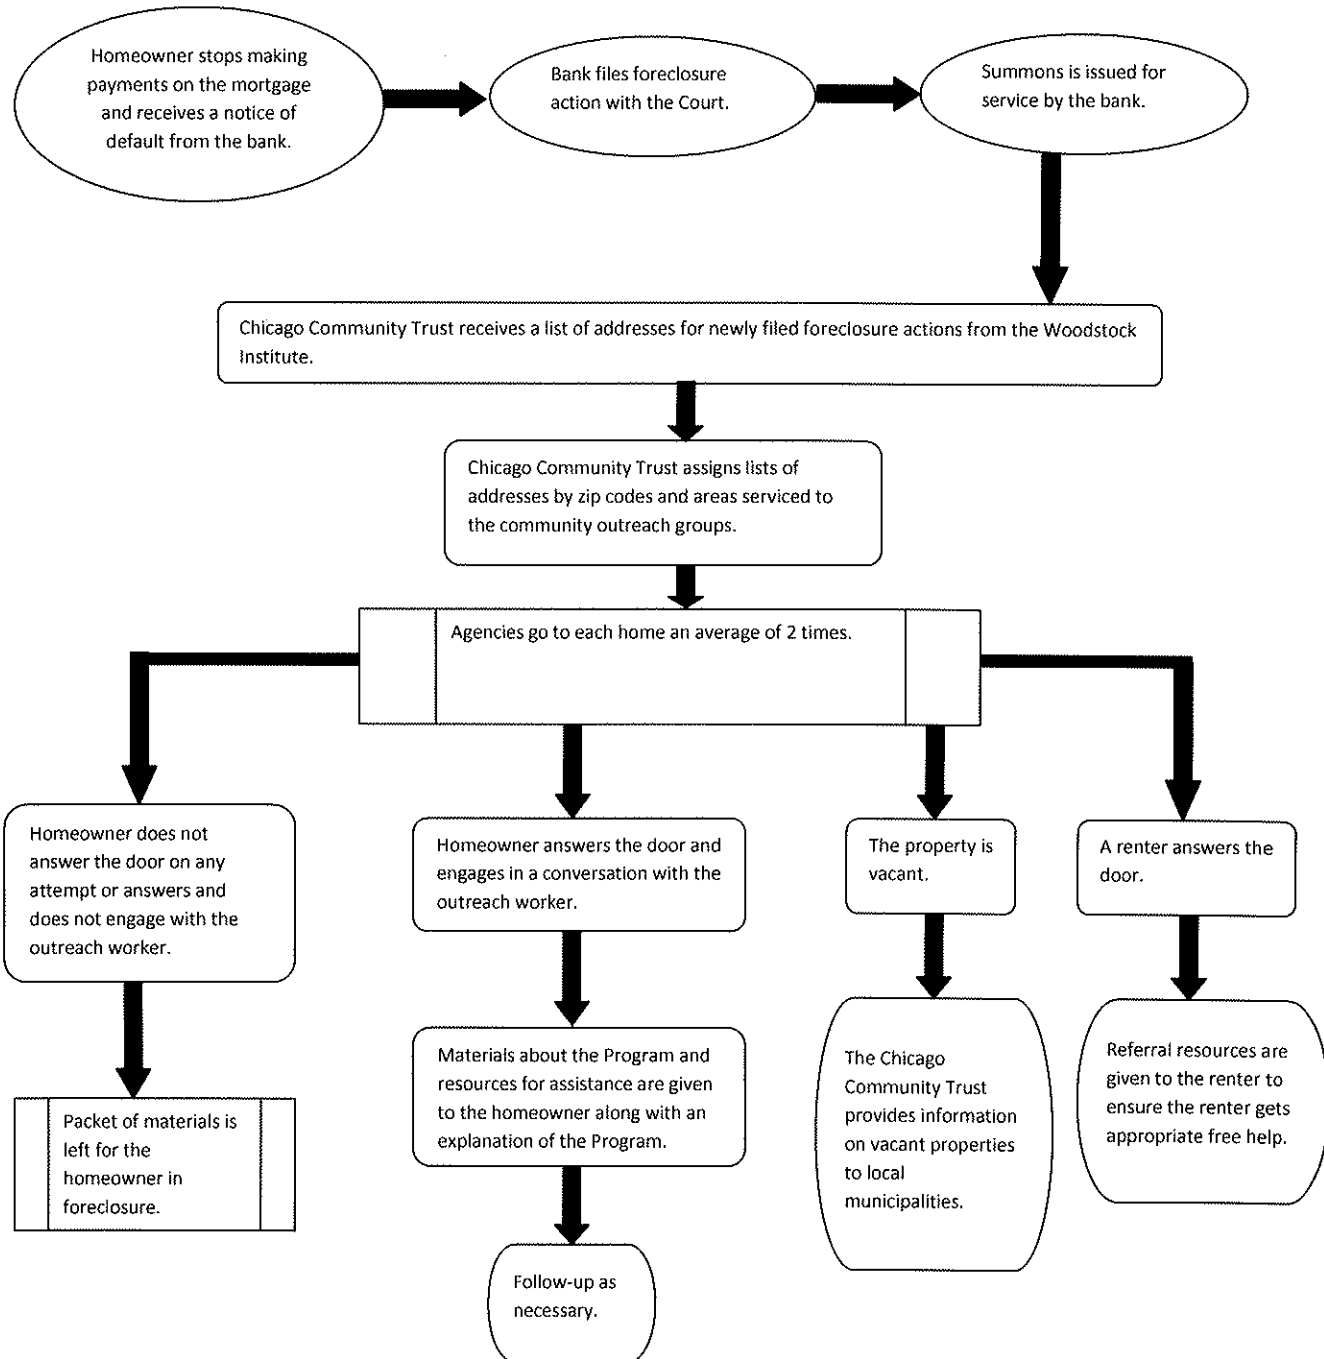 Homeowner stops making
payments on the mortgage
and receives a notice of
default from the bank.
Bank files foreclosure
action with the Court.
Summons is issued for
service by the bank.
Chicago Community Trust receives a list of addresses for newly filed foreclosure actions from the Woodstock
Institute.
Chicago Community Trust assigns lists of
addresses by zip codes and areas serviced to
the community outreach groups.
Agencies go to each home an average of 2 times.
Homeowner does not
answer the door on any
attempt or answers and
does not engage with the
outreach worker.
Homeowner answers the door and
engages in a conversation with the
outreach worker.
The property is
vacant.
A renter answers the
door.
Packet of materials is
left for the
homeowner in
foreclosure.
Materials about the Program and
resources for assistance are given
to the homeowner along with an
explanation of the Program.
The Chicago
Community Trust
provides information
on vacant properties
to local
municipalities.
Referral resources are
given to the renter to
ensure the renter gets
appropriate free help.
Follow-up as
necessary.